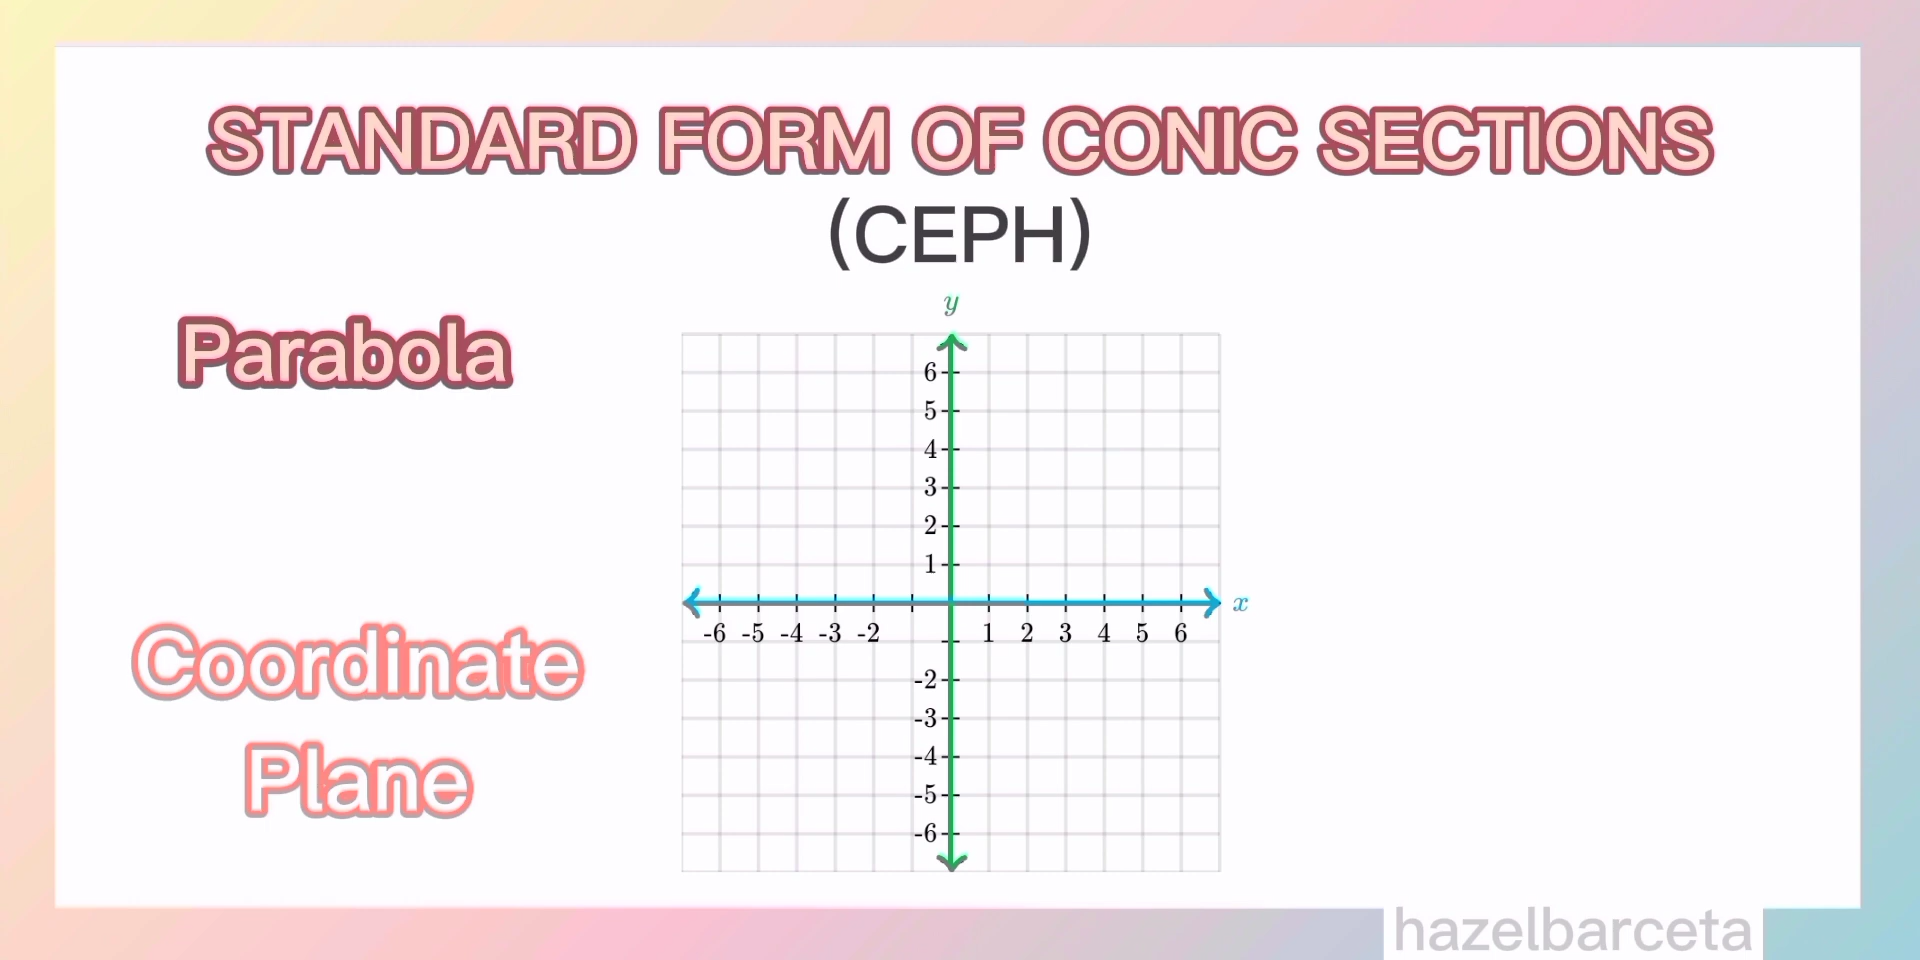 STANDARD FORM OF CONIC SECTIONS
(CEPH)
Parabola
y
6
5
4
3
2
1
x
-6 -5 -4 -3 -2 1 2 3 4 5 6
-2
-3
-4
-5
-6
Coordinate
Plane
hazelbarceta